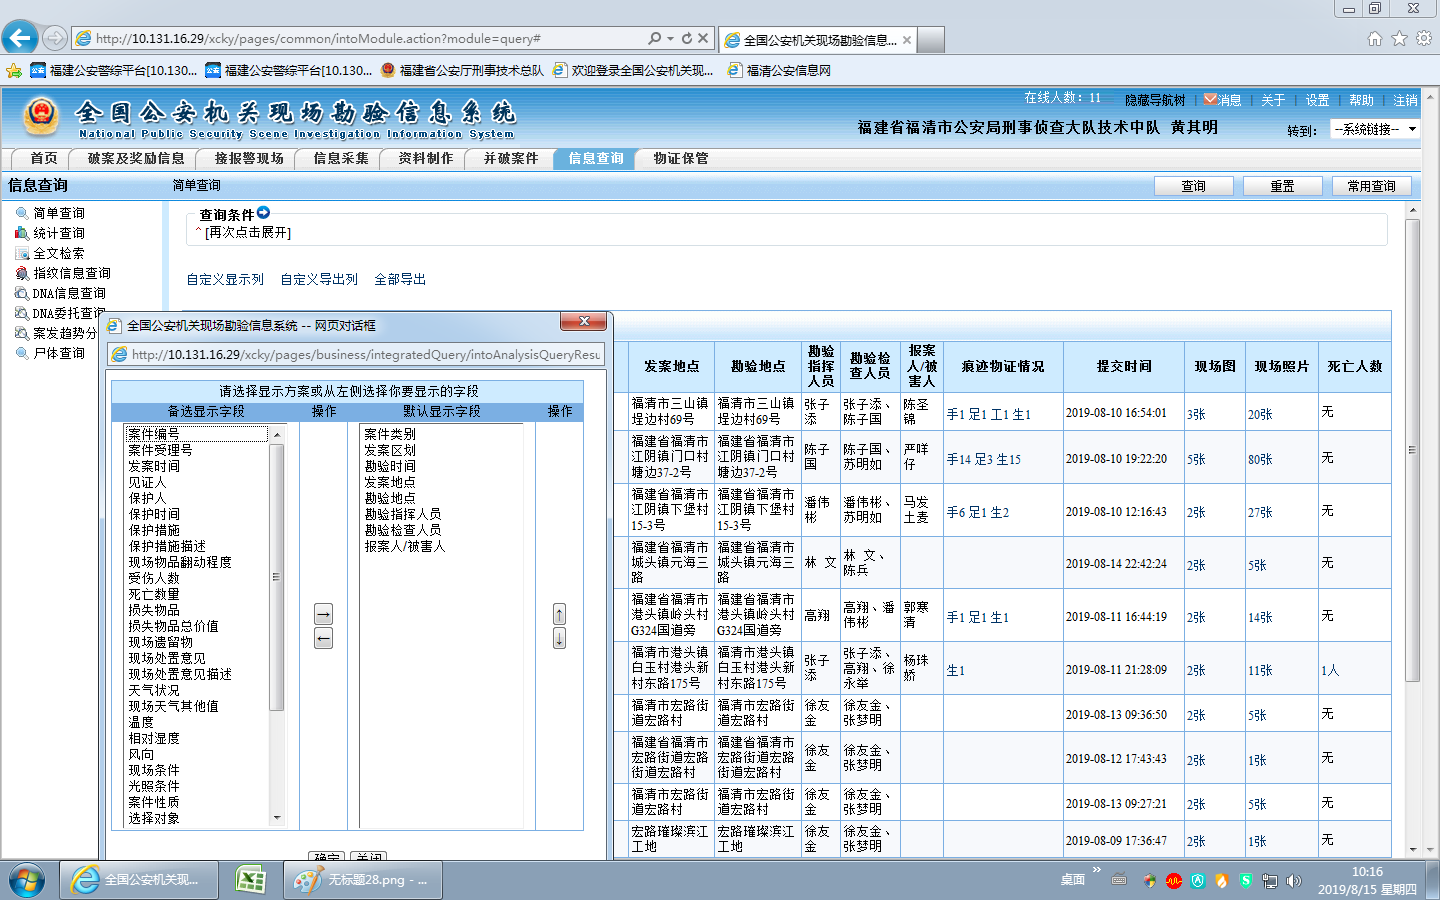 http://10.131.16.29/xcky/pages/common/intoModule.action?module=query#
全国公安机关现场勘验信息...
福建公安警综平台[10.130...
福建公安警综平台[10.130...
福建省公安厅刑事技术总队
欢迎登录全国公安机关现...
福清公安信息网
全国公安机关现场勘验信息系统
National Public Security Scene Investigation Information System
在线人数：11
隐藏导航树
消息
关于
设置
帮助
注销
福建省福清市公安局刑事侦查大队技术中队 黄其明
转到：
--系统链接--
首页
破案及奖励信息
接报警现场
信息采集
资料制作
并破案件
信息查询
物证保管
信息查询
简单查询
查询
重置
常用查询
简单查询
统计查询
全文检索
指纹信息查询
DNA信息查询
DNA委托查询
案发趋势分
尸体查询
查询条件
^ [再次点击展开]
自定义显示列
自定义导出列
全部导出
全国公安机关现场勘验信息系统 -- 网页对话框
http://10.131.16.29/xcky/pages/business/integratedQuery/intoAnalysisQueryResu
请选择显示方案或从左侧选择你要显示的字段
备选显示字段
操作
默认显示字段
操作
案件编号
案件受理号
发案时间
见证人
保护人
保护时间
保护措施
保护措施描述
现场物品翻动程度
受伤人数
死亡数量
损失物品
损失物品总价值
现场遗留物
现场处置意见
现场处置意见描述
天气状况
现场天气其他值
温度
相对湿度
风向
现场条件
光照条件
案件性质
选择对象
→
←
案件类别
发案区划
勘验时间
发案地点
勘验地点
勘验指挥人员
勘验检查人员
报案人/被害人
↑
↓
确定
关闭
发案地点
勘验地点
勘验指挥人员
勘验检查人员
报案人/被害人
痕迹物证情况
提交时间
现场图
现场照片
死亡人数
福清市三山镇埕边村69号
福清市三山镇埕边村69号
张子添
张子添、陈子国
陈圣锦
手1 足1 工1 生1
2019-08-10 16:54:01
3张
20张
无
福建省福清市江阴镇门口村塘边37-2号
福建省福清市江阴镇门口村塘边37-2号
陈子国
陈子国、苏明如
严咩仔
手14 足3 生15
2019-08-10 19:22:20
5张
80张
无
福建省福清市江阴镇下堡村15-3号
福建省福清市江阴镇下堡村15-3号
潘伟彬
潘伟彬、苏明如
马发土麦
手6 足1 生2
2019-08-10 12:16:43
2张
27张
无
福建省福清市城头镇元海三路
福建省福清市城头镇元海三路
林 文
林 文、陈兵
2019-08-14 22:42:24
2张
5张
无
福建省福清市港头镇岭头村G324国道旁
福建省福清市港头镇岭头村G324国道旁
高翔
高翔、潘伟彬
郭寒清
手1 足1 生1
2019-08-11 16:44:19
2张
14张
无
福清市港头镇白玉村港头新村东路175号
福清市港头镇白玉村港头新村东路175号
张子添
张子添、高翔、徐永举
杨珠娇
生1
2019-08-11 21:28:09
2张
11张
1人
福清市宏路街道宏路村
福清市宏路街道宏路村
徐友金
徐友金、张梦明
2019-08-13 09:36:50
2张
5张
无
福建省福清市宏路街道宏路街道宏路村
福建省福清市宏路街道宏路街道宏路村
徐友金
徐友金、张梦明
2019-08-12 17:43:43
2张
1张
无
福清市宏路街道宏路村
福清市宏路街道宏路村
徐友金
徐友金、张梦明
2019-08-13 09:27:21
2张
5张
无
宏路璀璨滨江工地
宏路璀璨滨江工地
徐友金
徐友金、张梦明
2019-08-09 17:36:47
2张
1张
无
全国公安机关现...
无标题28.png - ...
桌面
10:16
2019/8/15 星期四